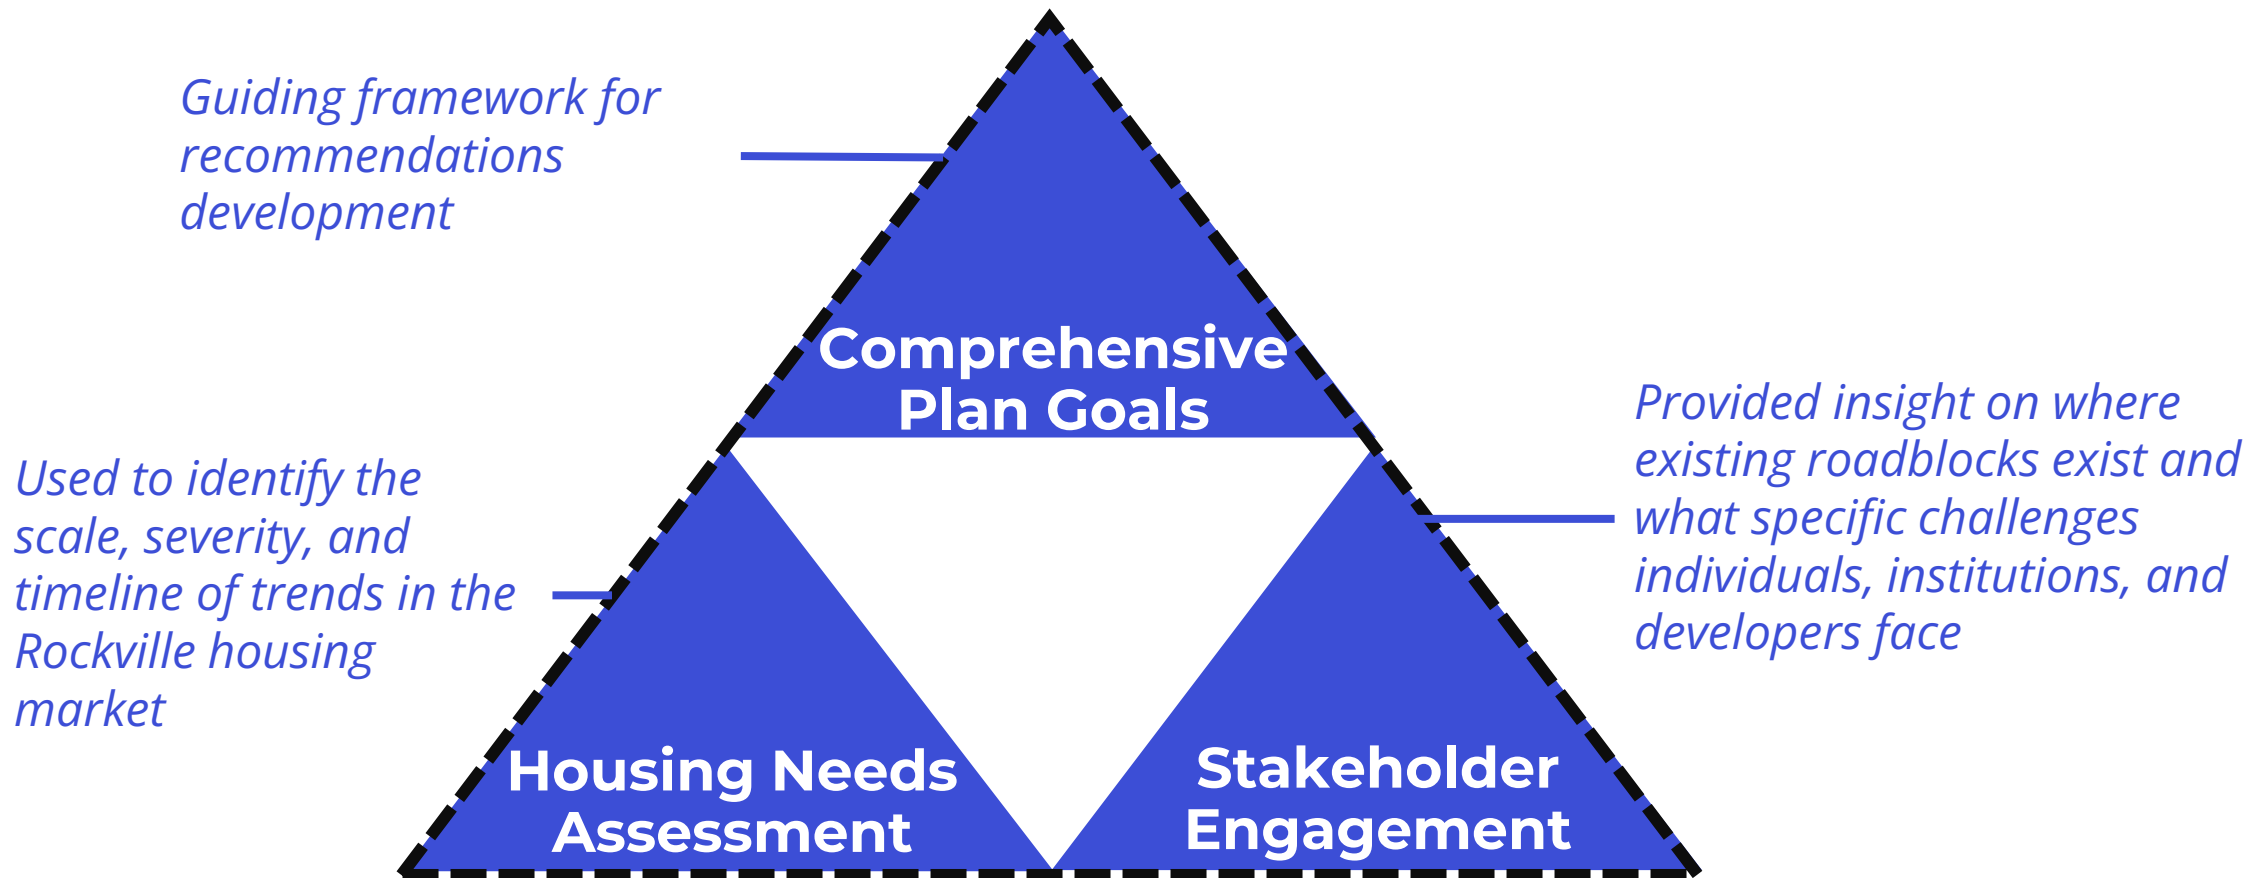 Guiding framework for
recommendations
development
Comprehensive
Plan Goals
Used to identify the
scale, severity, and
timeline of trends in the
Rockville housing
market
Provided insight on where
existing roadblocks exist and
what specific challenges
individuals, institutions, and
developers face
Housing Needs
Assessment
Stakeholder
Engagement